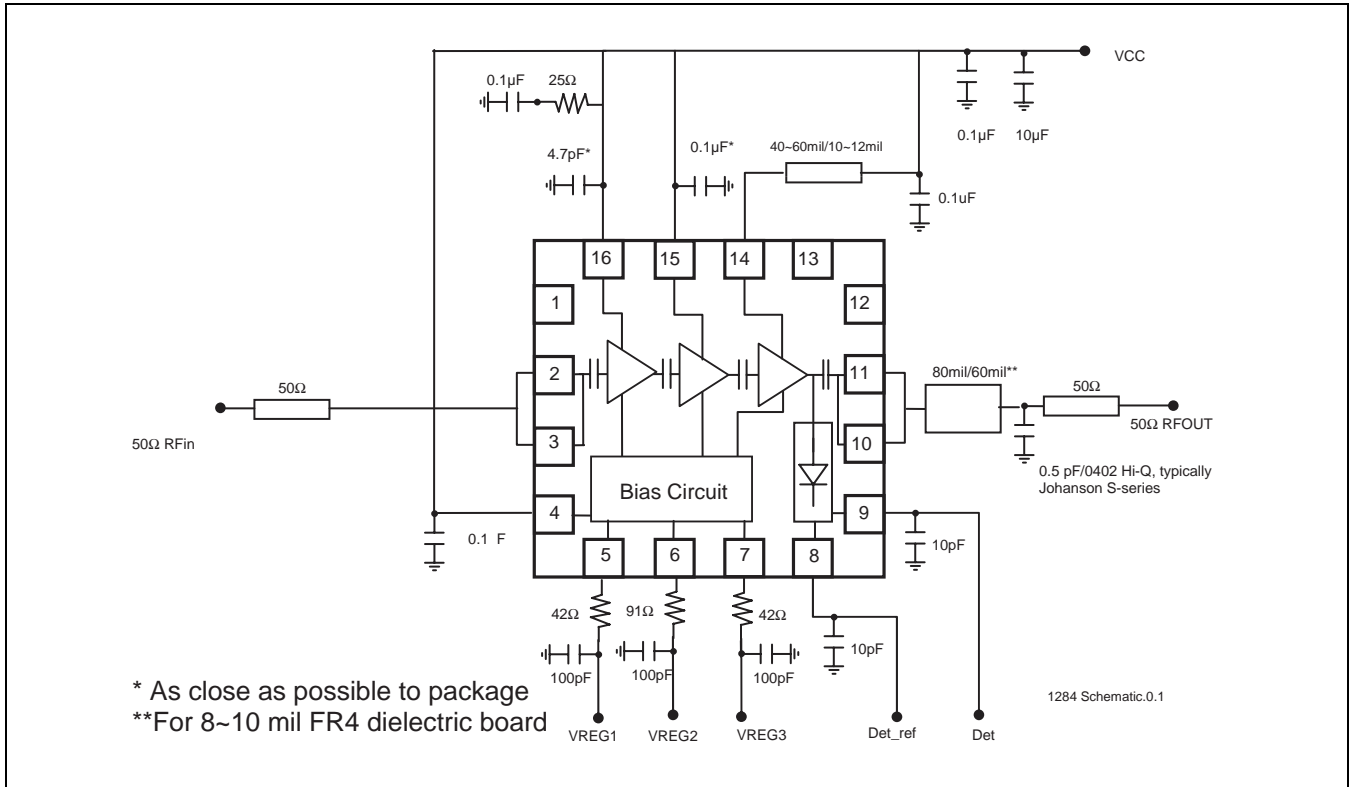 VCC
0.1µF
25Ω
0.1µF
10µF
4.7pF*
0.1µF*
40~60mil/10~12mil
0.1uF
16
15
14
13
1
12
2
11
50Ω
80mil/60mil**
50Ω
50Ω RFin
3
10
50Ω RFOUT
0.5 pF/0402 Hi-Q, typically
Johanson S-series
Bias Circuit
4
9
0.1 F
10pF
5
6
7
8
42Ω
91Ω
42Ω
10pF
100pF
100pF
100pF
* As close as possible to package
**For 8~10 mil FR4 dielectric board
1284 Schematic.0.1
VREG1
VREG2
VREG3
Det_ref
Det